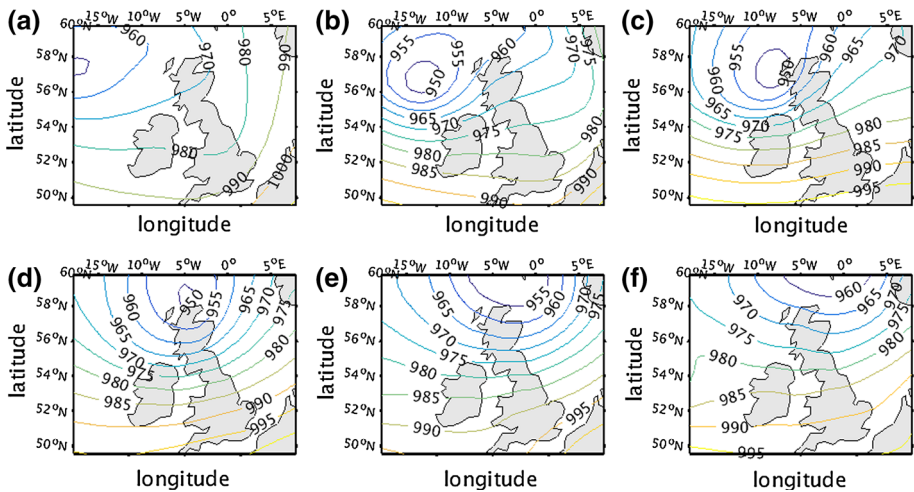 (a) (b) (c)
60°N 15°W 10°W 5°W 0° 5°E 60°N 15°W 10°W 5°W 0° 5°E 60°N 15°W 10°W 5°W 0° 5°E
58°N 960 970 980 960 58°N 955 955 960 970 975 58°N 955 960 950 960 965 970
56°N 56°N 950 56°N
54°N 54°N 965 970 975 980 54°N 965 970 975 980
52°N 980 52°N 980 985 52°N 985
50°N 990 1000 50°N 990 990 50°N 990 995
latitude latitude latitude
longitude longitude longitude
(d) (e) (f)
60°N 15°W 10°W 5°W 0° 5°E 60°N 15°W 10°W 5°W 0° 5°E 60°N 15°W 10°W 5°W 0° 5°E
58°N 960 950 955 965 970 975 58°N 965 955 960 970 975 58°N 970 960 965 970
56°N 965 970 980 56°N 970 975 56°N 975 980
54°N 975 980 54°N 980 54°N 980
52°N 985 990 52°N 985 990 995 52°N 985 990
50°N 995 50°N 50°N 995
latitude latitude latitude
longitude longitude longitude